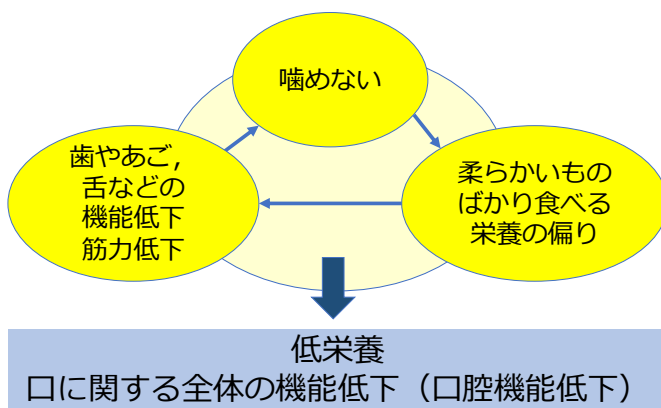 噛めない
歯やあご，
舌などの
機能低下
筋力低下
柔らかいもの
ばかり食べる
栄養の偏り
低栄養
口に関する全体の機能低下（口腔機能低下）